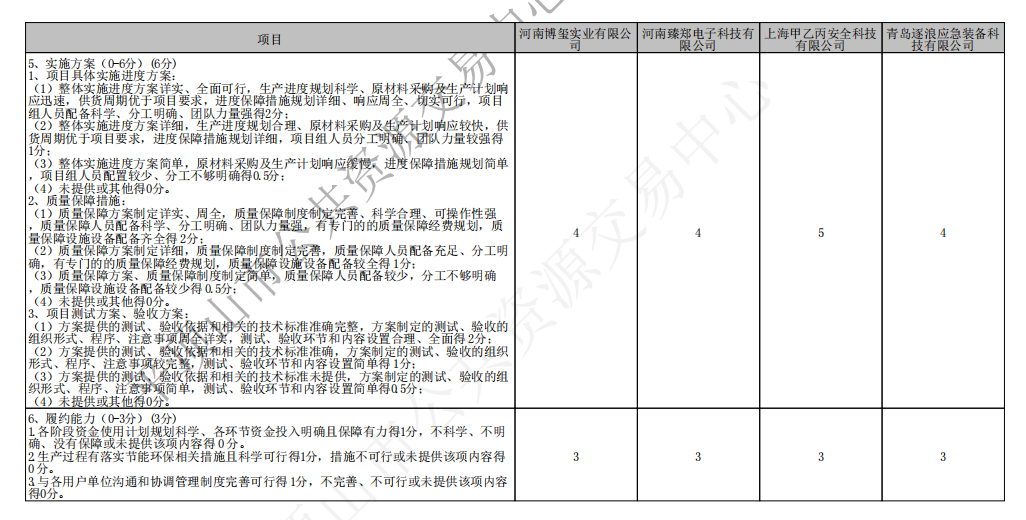 项目
河南博玺实业有限公
司
河南臻郑电子科技有
限公司
上海甲乙丙安全科技
有限公司
青岛逐浪应急装备科
技有限公司
5、实施方案（0-6分）(6分)
1、项目具体实施进度方案：
（1）整体实施进度方案详实、全面可行，生产进度规划科学、原材料采购及生产计划响
应迅速，供货周期优于项目要求，进度保障措施规划详细、响应周全、切实可行，项目
组人员配备科学、分工明确、团队力量强得2分；
（2）整体实施进度方案详细，生产进度规划合理、原材料采购及生产计划响应较快，供
货周期优于项目要求，进度保障措施规划详细，项目组人员分工明确、团队力量较强得
1分；
（3）整体实施进度方案简单，原材料采购及生产计划响应缓慢，进度保障措施规划简单
，项目组人员配置较少、分工不够明确得0.5分；
（4）未提供或其他得0分。
2、质量保障措施：
（1）质量保障方案制定详实、周全，质量保障制度制定完善、科学合理、可操作性强
，质量保障人员配备科学、分工明确、团队力量强，有专门的的质量保障经费规划，质
量保障设施设备配备齐全得 2分；
（2）质量保障方案制定详细，质量保障制度制定完善，质量保障人员配备充足、分工明
确，有专门的的质量保障经费规划，质量保障设施设备配备较全得 1分；
（3）质量保障方案、质量保障制度制定简单，质量保障人员配备较少，分工不够明确
，质量保障设施设备配备较少得 0.5分；
（4）未提供或其他得0分。
3、项目测试方案、验收方案：
（1）方案提供的测试、验收依据和相关的技术标准准确完整，方案制定的测试、验收的
组织形式、程序、注意事项周全详实，测试、验收环节和内容设置合理、全面得 2分；
（2）方案提供的测试、验收依据和相关的技术标准准确，方案制定的测试、验收的组织
形式、程序、注意事项较完整，测试、验收环节和内容设置简单得 1分；
（3）方案提供的测试、验收依据和相关的技术标准未提供，方案制定的测试、验收的组
织形式、程序、注意事项简单，测试、验收环节和内容设置简单得0.5分；
（4）未提供或其他得0分。
4
4
5
4
6、履约能力（0-3分）(3分)
1.各阶段资金使用计划规划科学、各环节资金投入明确且保障有力得1分，不科学、不明
确、没有保障或未提供该项内容得 0 分。
2.生产过程有落实节能环保相关措施且科学可行得1分，措施不可行或未提供该项内容得
0 分。
3.与各用户单位沟通和协调管理制度完善可行得 1分，不完善、不可行或未提供该项内容
得0分。
3
3
3
3
山市公共资源交易中心
山市公共资源交易中心